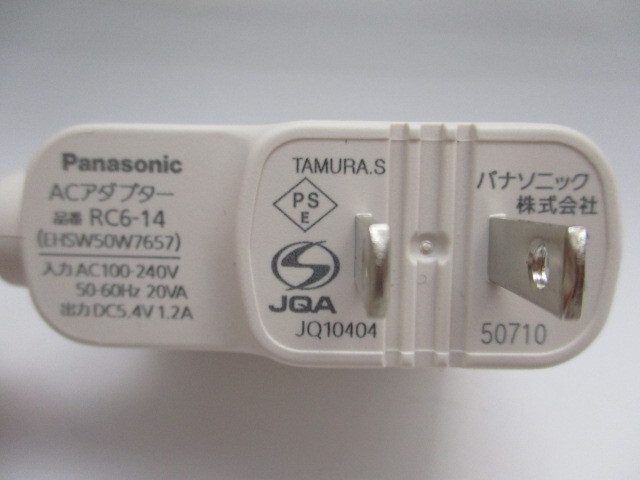 Panasonic
ACアダプター
品番 RC6-14
(EHSW50W7657)
入力 AC100-240V
50-60Hz 20VA
出力 DC5.4V 1.2A
TAMURA.S
PS
E
JQA
JQ10404
パナソニック
株式会社
50710